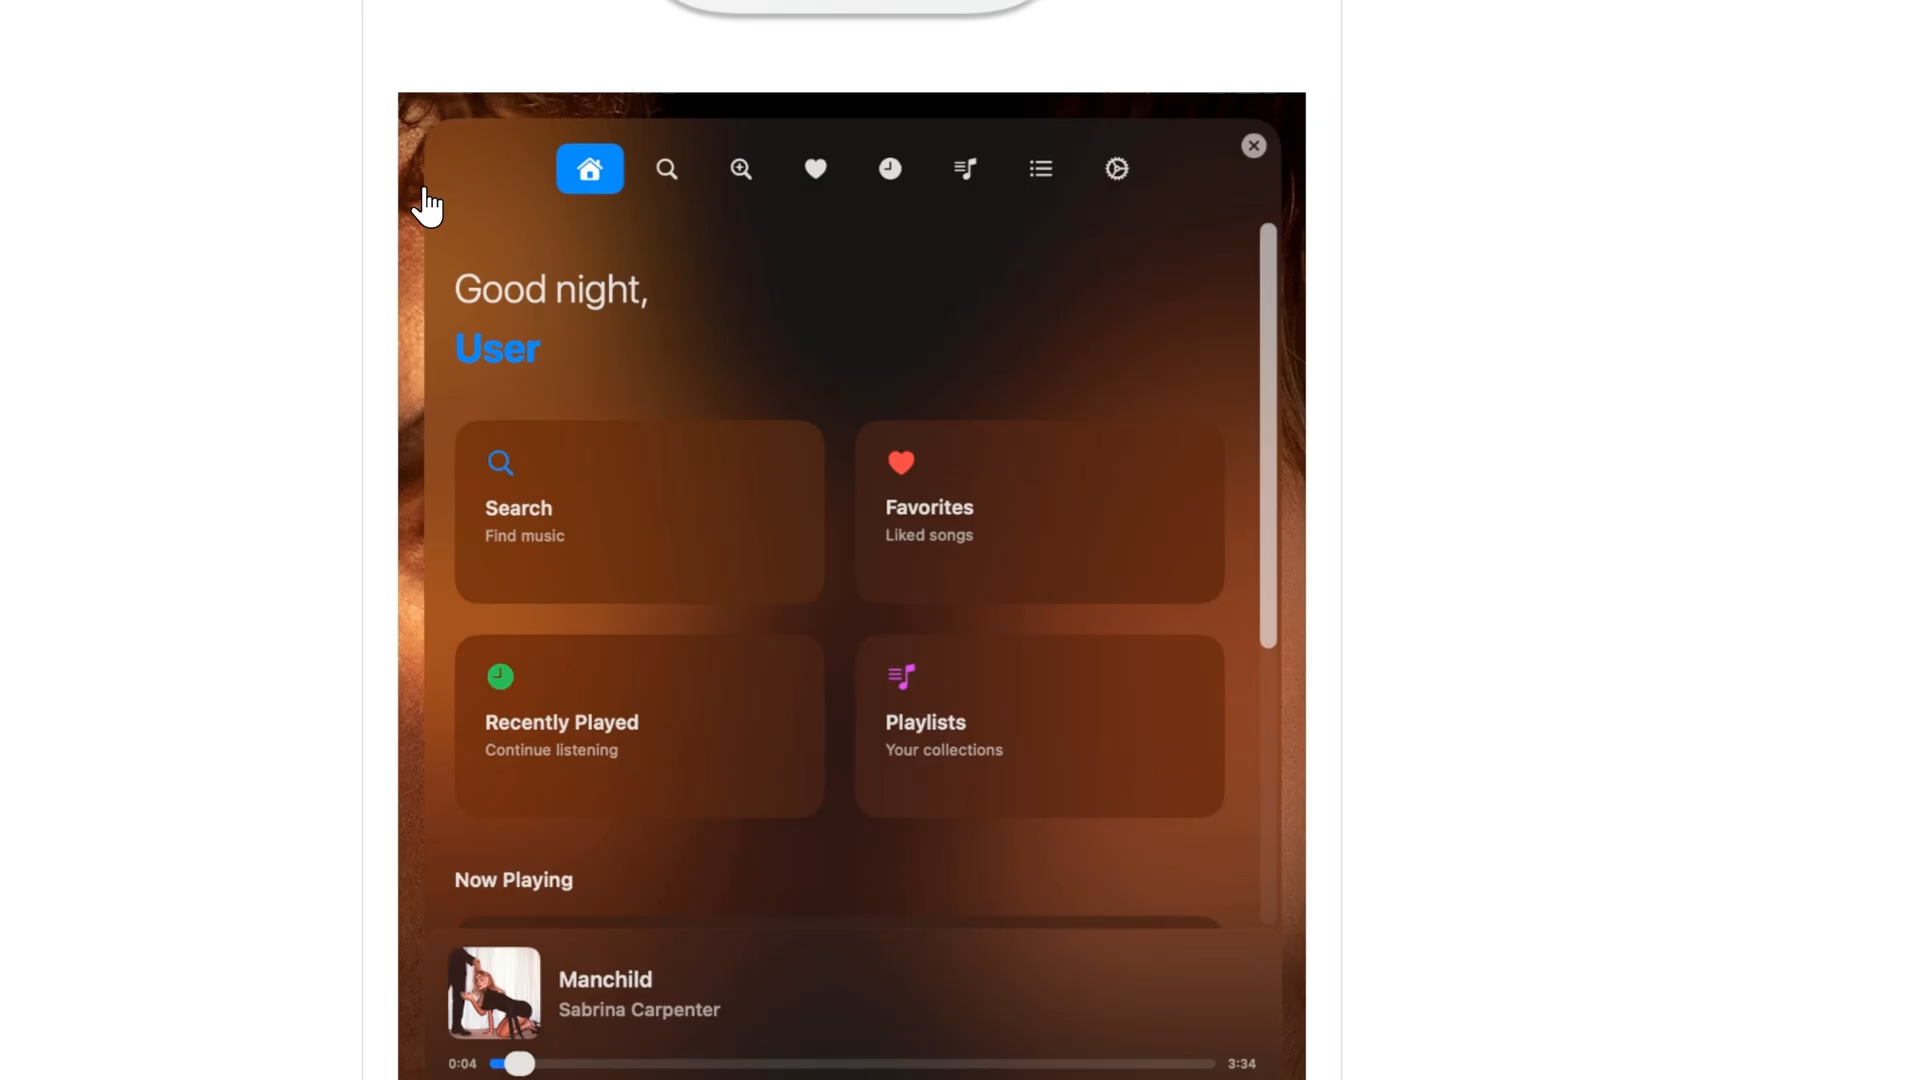 Good night,
User
Search
Find music
Favorites
Liked songs
Recently Played
Continue listening
Playlists
Your collections
Now Playing
Manchild
Sabrina Carpenter
0:04
3:34